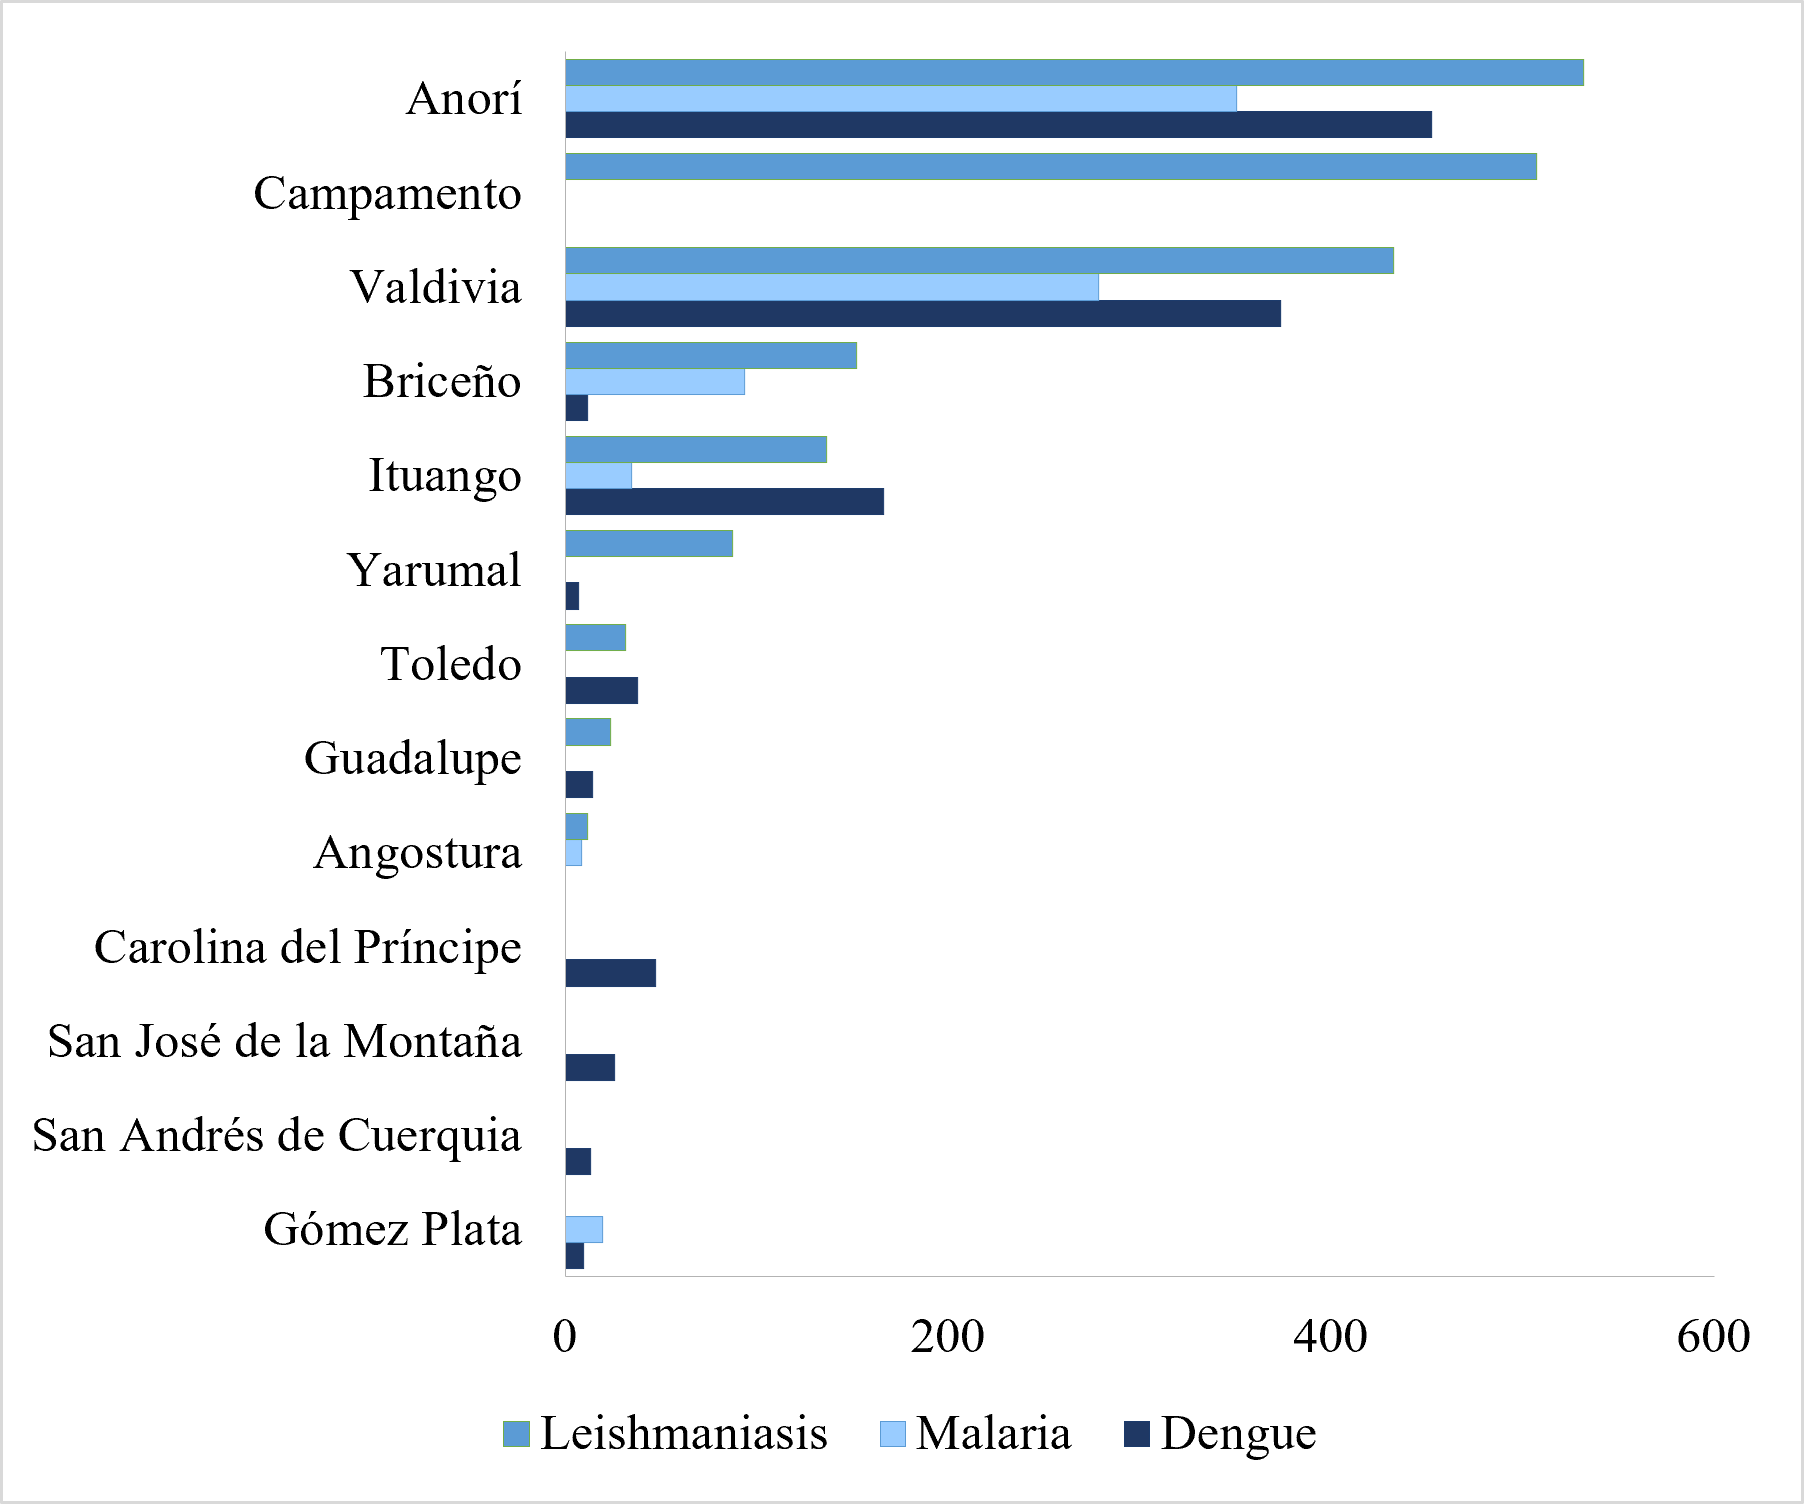 Anorí
Campamento
Valdivia
Briceño
Ituango
Yarumal
Toledo
Guadalupe
Angostura
Carolina del Príncipe
San José de la Montaña
San Andrés de Cuerquia
Gómez Plata
0 200 400 600
Leishmaniasis Malaria Dengue